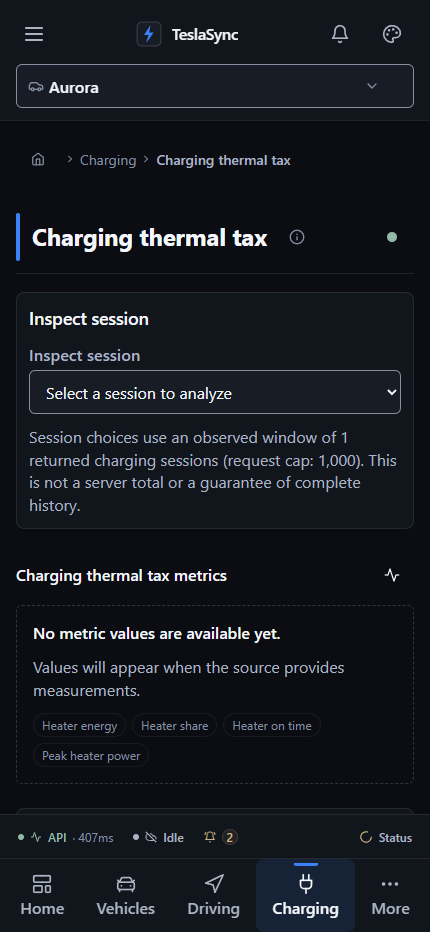 TeslaSync
Aurora
Charging
Charging thermal tax
Charging thermal tax
Inspect session
Inspect session
Select a session to analyze
Session choices use an observed window of 1
returned charging sessions (request cap: 1,000). This
is not a server total or a guarantee of complete
history.
Charging thermal tax metrics
No metric values are available yet.
Values will appear when the source provides
measurements.
Heater energy
Heater share
Heater on time
Peak heater power
API · 407ms
Idle
2
Status
Home
Vehicles
Driving
Charging
More